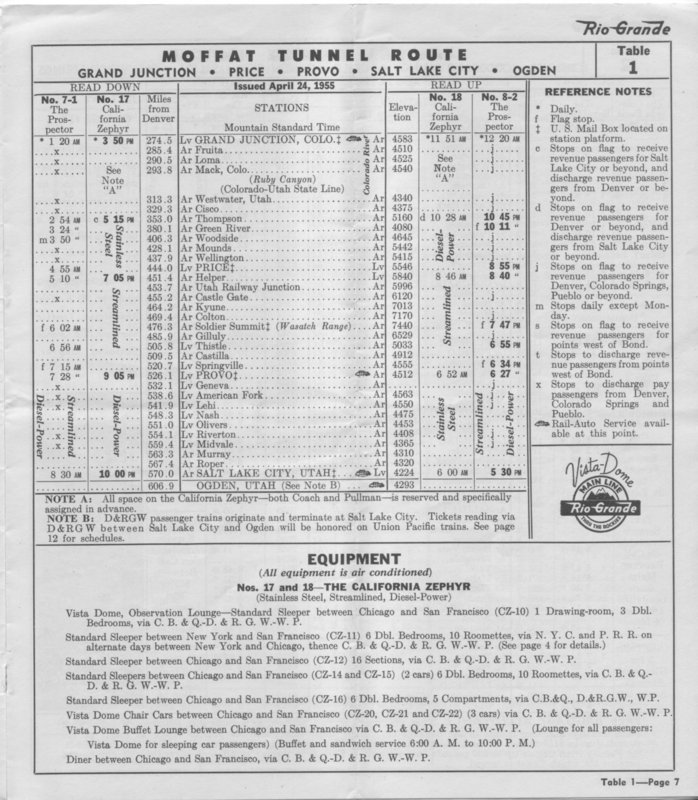 Rio Grande
MOFFAT TUNNEL ROUTE
GRAND JUNCTION • PRICE • PROVO • SALT LAKE CITY • OGDEN
Table
1
READ DOWN Issued April 24, 1955 READ UP
No. 7-1 The Prospector No. 17 California Zephyr Miles from Denver STATIONS Mountain Standard Time Elevation No. 18 California Zephyr No. 8-2 The Prospector
* 1 20 AM * 3 50 PM 274.5 Lv GRAND JUNCTION, COLO.‡ Ar 4583 *11 51 AM *12 20 AM
x 285.4 Ar Fruita Ar 4510 j
x 290.5 Ar Loma Ar 4525 See j
x See 293.8 Ar Mack, Colo. Ar 4540 Note j
Note (Ruby Canyon) "A"
"A" (Colorado-Utah State Line)
Colorado River
x 313.3 Ar Westwater, Utah Ar 4340 j
x 329.3 Ar Cisco Ar 4375 j
2 54 AM c 5 15 PM 353.0 Ar Thompson Ar 5160 d 10 28 AM 10 45 PM
3 24 " 380.1 Ar Green River Ar 4080 f 10 11 "
m 3 50 " 406.3 Ar Woodside Ar 4645 j
x 428.1 Ar Mounds Ar 5442 j
x 437.9 Ar Wellington Ar 5415 j
4 55 AM 444.0 Lv PRICE‡ Lv 5546 8 55 PM
5 10 " 7 05 PM 451.4 Ar Helper Lv 5840 8 46 AM 8 40 "
453.7 Ar Utah Railway Junction Ar 5996
x 455.2 Ar Castle Gate Ar 6120 j
464.2 Ar Kyune Ar 7013
469.4 Ar Colton Ar 7170
f 6 02 AM 476.3 Ar Soldier Summit‡ (Wasatch Range) Ar 7440 f 7 47 PM
485.9 Ar Gilluly Ar 6529
6 56 AM 505.8 Lv Thistle Ar 5033 6 55 PM
509.5 Ar Castilla Ar 4912
f 7 15 AM 520.7 Lv Springville Ar 4555 f 6 34 PM
7 28 " 9 05 PM 526.1 Lv PROVO‡ Ar 4512 6 52 AM 6 27 "
x 532.1 Lv Geneva Ar
x 538.6 Lv American Fork Ar 4563 j
x 541.9 Lv Lehi Ar 4550 j
548.3 Lv Nash Ar 4475
551.0 Lv Olivers Ar 4453
x 554.1 Lv Riverton Ar 4408 j
x 559.4 Lv Midvale Ar 4365 j
563.3 Ar Murray Ar 4310
567.4 Ar Roper Ar 4320
8 30 AM 10 00 PM 570.0 Ar SALT LAKE CITY, UTAH‡ Lv 4224 6 00 AM 5 30 PM
606.9 OGDEN, UTAH (See Note B) 4293
Stainless Steel
Streamlined
Diesel-Power
Streamlined
Diesel-Power
Diesel-Power
Streamlined
Stainless Steel
Streamlined
Diesel-Power
REFERENCE NOTES
* Daily.
f Flag stop.
‡ U. S. Mail Box located on
station platform.
c Stops on flag to receive
revenue passengers for Salt
Lake City or beyond, and
discharge revenue passen-
gers from Denver or be-
yond.
d Stops on flag to receive
revenue passengers for
Denver or beyond, and
discharge revenue passen-
gers from Salt Lake City
or beyond.
j Stops on flag to receive
revenue passengers for
Denver, Colorado Springs,
Pueblo or beyond.
m Stops daily except Mon-
day.
s Stops on flag to receive
revenue passengers for
points west of Bond.
t Stops to discharge reve-
nue passengers from points
west of Bond.
x Stops to discharge pay
passengers from Denver,
Colorado Springs and
Pueblo.
Rail-Auto Service avail-
able at this point.
Vista-Dome
MAIN LINE
Rio Grande
THRU THE ROCKIES
NOTE A: All space on the California Zephyr—both Coach and Pullman—is reserved and specifically
assigned in advance.
NOTE B: D&RGW passenger trains originate and terminate at Salt Lake City. Tickets reading via
D&RGW between Salt Lake City and Ogden will be honored on Union Pacific trains. See page
12 for schedules.
EQUIPMENT
(All equipment is air conditioned)
Nos. 17 and 18—THE CALIFORNIA ZEPHYR
(Stainless Steel, Streamlined, Diesel-Power)
Vista Dome, Observation Lounge—Standard Sleeper between Chicago and San Francisco (CZ-10) 1 Drawing-room, 3 Dbl.
Bedrooms, via C. B. & Q.-D. & R. G. W.-W. P.
Standard Sleeper between New York and San Francisco (CZ-11) 6 Dbl. Bedrooms, 10 Roomettes, via N. Y. C. and P. R. R. on
alternate days between New York and Chicago, thence C. B. & Q.-D. & R. G. W.-W. P. (See page 4 for details.)
Standard Sleeper between Chicago and San Francisco (CZ-12) 16 Sections, via C. B. & Q.-D. & R. G. W.-W. P.
Standard Sleepers between Chicago and San Francisco (CZ-14 and CZ-15) (2 cars) 6 Dbl. Bedrooms, 10 Roomettes, via C. B. & Q.-
D. & R. G. W.-W. P.
Standard Sleeper between Chicago and San Francisco (CZ-16) 6 Dbl. Bedrooms, 5 Compartments, via C.B.&Q., D.&R.G.W., W.P.
Vista Dome Chair Cars between Chicago and San Francisco (CZ-20, CZ-21 and CZ-22) (3 cars) via C. B. & Q.-D. & R. G. W.-W. P.
Vista Dome Buffet Lounge between Chicago and San Francisco via C. B. & Q.-D. & R. G. W.-W. P. (Lounge for all passengers:
Vista Dome for sleeping car passengers) (Buffet and sandwich service 6:00 A. M. to 10:00 P. M.)
Diner between Chicago and San Francisco, via C. B. & Q.-D. & R. G. W.-W. P.
Table 1—Page 7